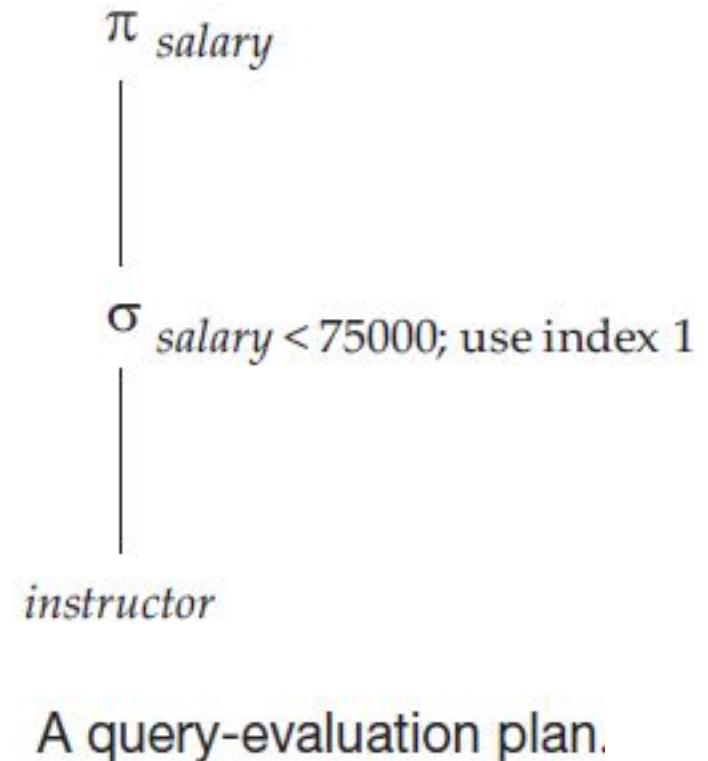 π salary
σ salary < 75000; use index 1
instructor
A query-evaluation plan.